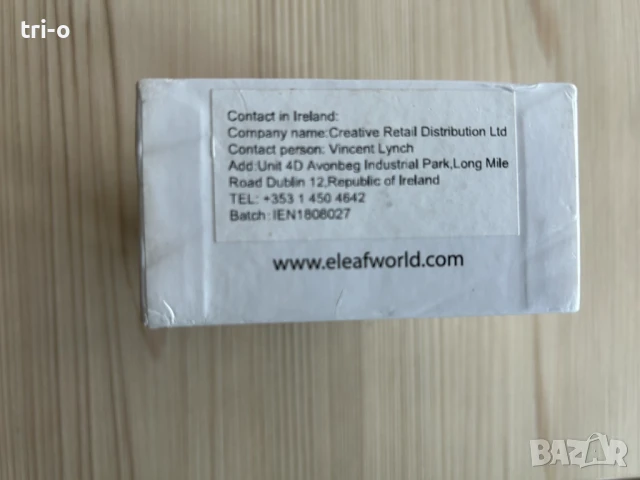 tri-o
Contact in Ireland:
Company name:Creative Retail Distribution Ltd
Contact person: Vincent Lynch
Add:Unit 4D Avonbeg Industrial Park,Long Mile
Road Dublin 12,Republic of Ireland
TEL: +353 1 450 4642
Batch: IEN1808027
www.eleafworld.com
BAZAR